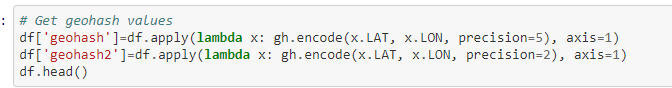 : # Get geohash values
df['geohash']=df.apply(lambda x: gh.encode(x.LAT, x.LON, precision=5), axis=1)
df['geohash2']=df.apply(lambda x: gh.encode(x.LAT, x.LON, precision=2), axis=1)
df.head()